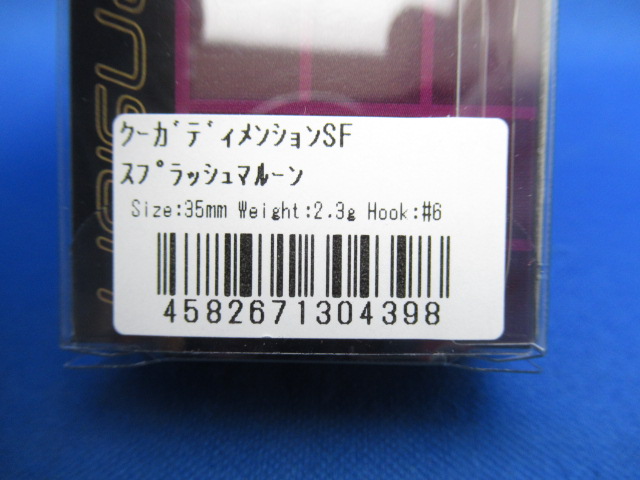 ｸｰｶﾞﾃﾞｨﾒﾝｼｮﾝSF
ｽﾌﾟﾗｯｼｭﾏﾙｰﾝ
Size:35mm Weight:2.3g Hook:#6
4582671304398